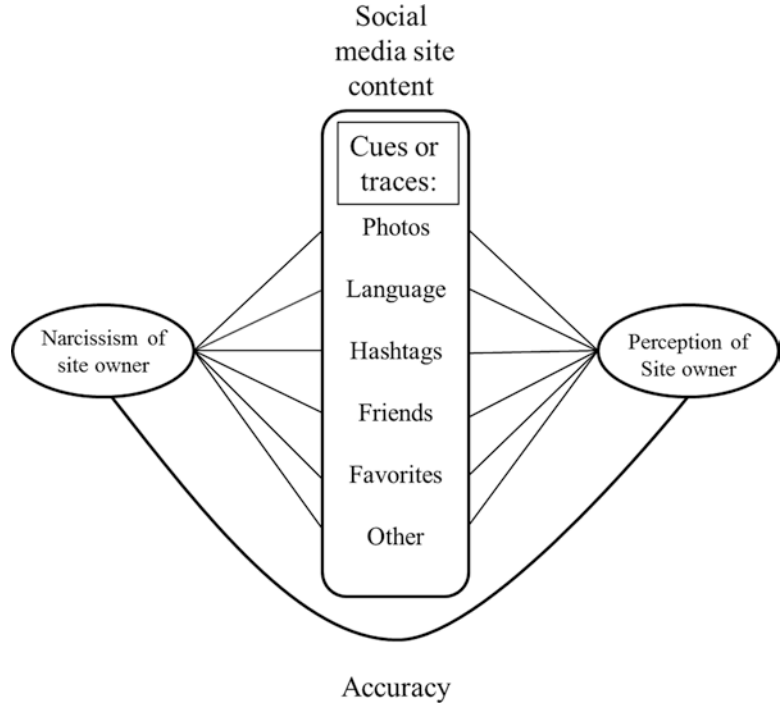 Social
media site
content
Cues or
traces:
Photos
Language
Hashtags
Friends
Favorites
Other
Narcissism of
site owner
Perception of
Site owner
Accuracy